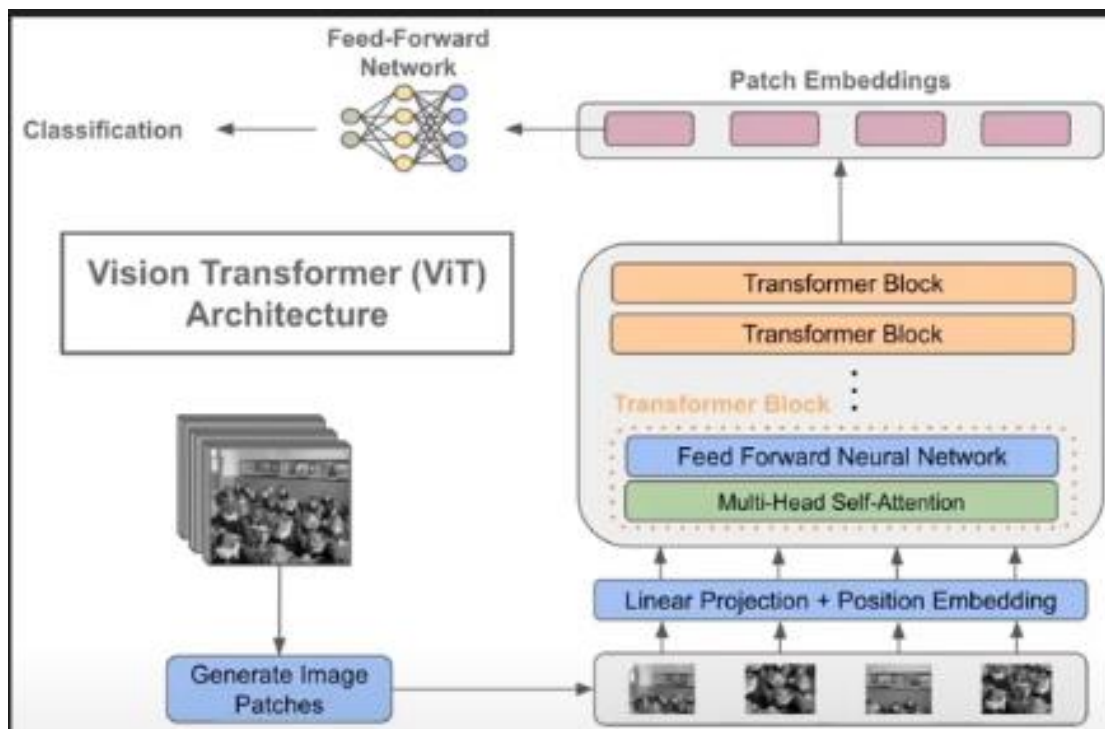 Feed-Forward
Network
Patch Embeddings
Classification
Vision Transformer (ViT)
Architecture
Transformer Block
Transformer Block
Transformer Block
Feed Forward Neural Network
Multi-Head Self-Attention
Linear Projection + Position Embedding
Generate Image
Patches